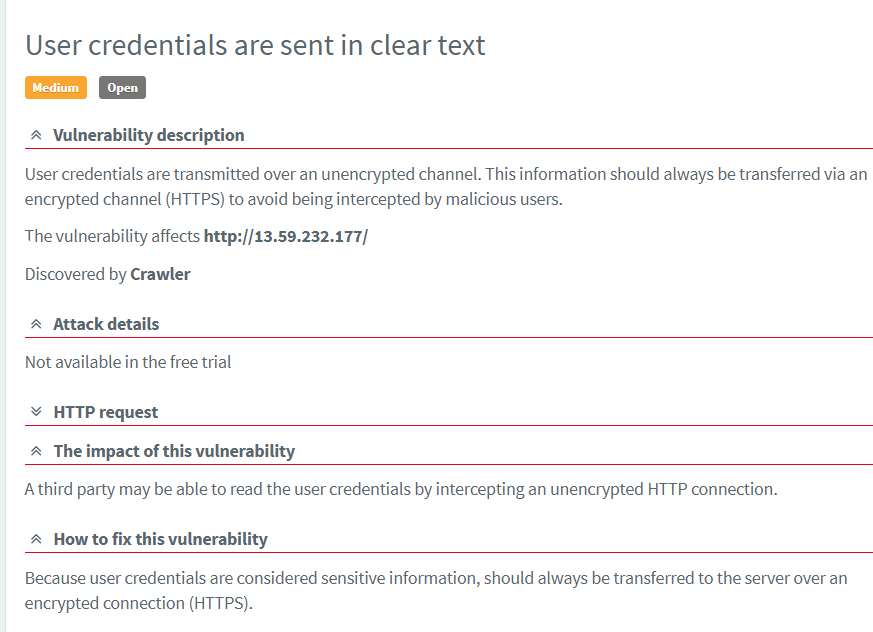 User credentials are sent in clear text
Medium Open
Vulnerability description
User credentials are transmitted over an unencrypted channel. This information should always be transferred via an
encrypted channel (HTTPS) to avoid being intercepted by malicious users.
The vulnerability affects http://13.59.232.177/
Discovered by Crawler
Attack details
Not available in the free trial
HTTP request
The impact of this vulnerability
A third party may be able to read the user credentials by intercepting an unencrypted HTTP connection.
How to fix this vulnerability
Because user credentials are considered sensitive information, should always be transferred to the server over an
encrypted connection (HTTPS).